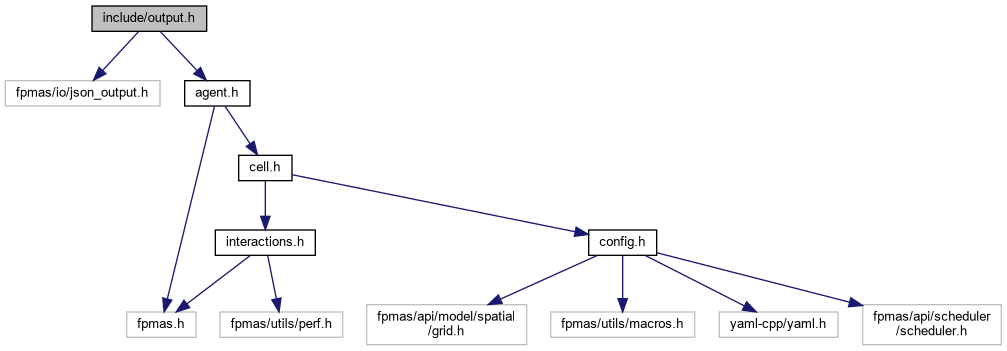 include/output.h
fpmas/io/json_output.h
agent.h
cell.h
interactions.h
config.h
fpmas.h
fpmas/utils/perf.h
fpmas/api/model/spatial
/grid.h
fpmas/utils/macros.h
yaml-cpp/yaml.h
fpmas/api/scheduler
/scheduler.h